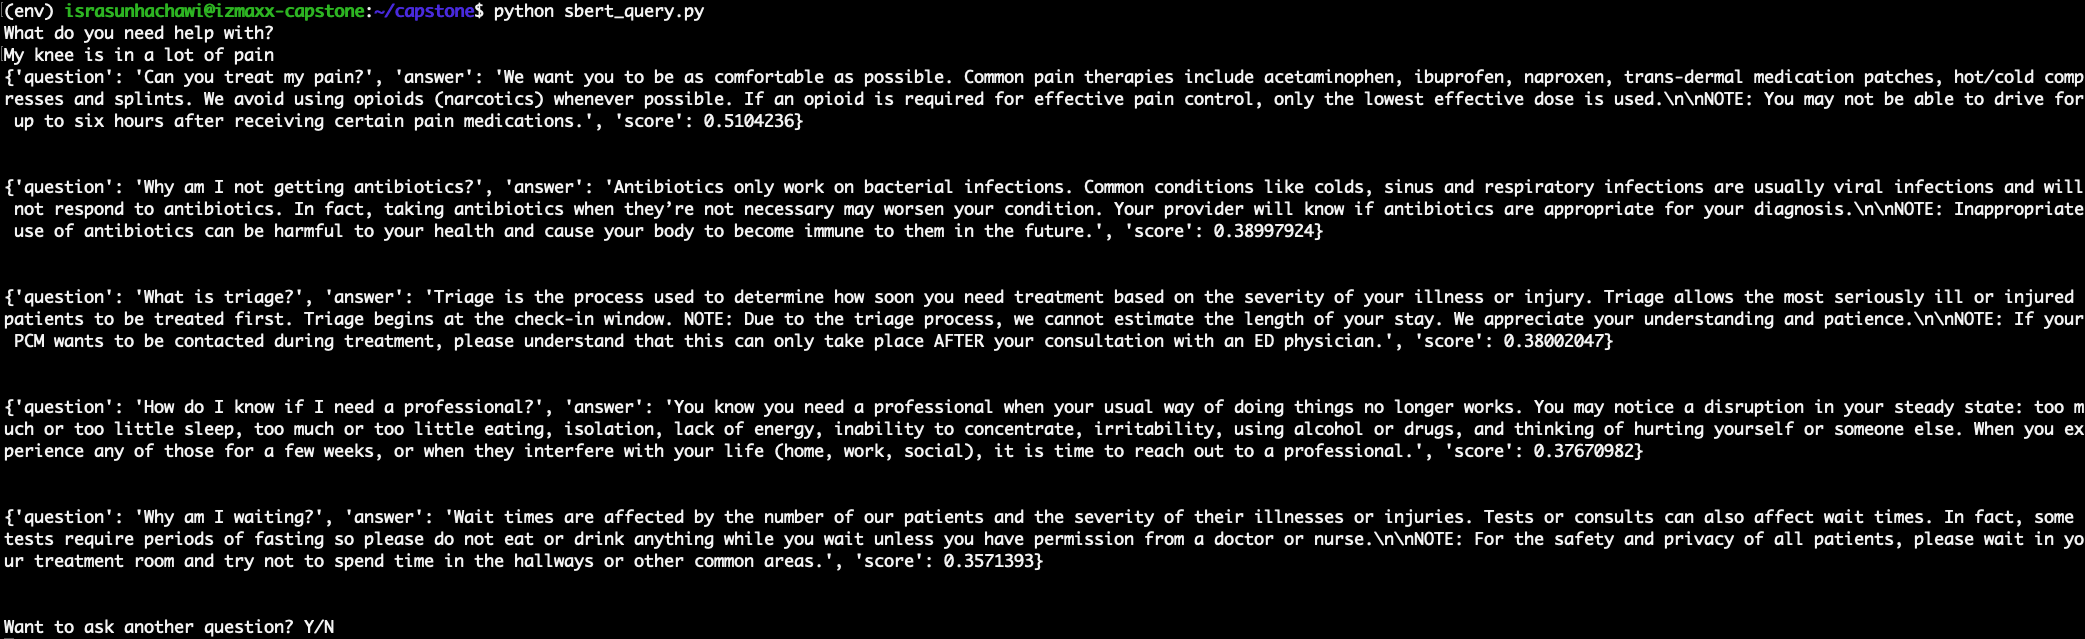 (env) israsunhachawi@izmaxx-capstone:~/capstone$ python sbert_query.py
What do you need help with?
My knee is in a lot of pain
{'question': 'Can you treat my pain?', 'answer': 'We want you to be as comfortable as possible. Common pain therapies include acetaminophen, ibuprofen, naproxen, trans-dermal medication patches, hot/cold comp
resses and splints. We avoid using opioids (narcotics) whenever possible. If an opioid is required for effective pain control, only the lowest effective dose is used.\n\nNOTE: You may not be able to drive for
 up to six hours after receiving certain pain medications.', 'score': 0.5104236}
{'question': 'Why am I not getting antibiotics?', 'answer': 'Antibiotics only work on bacterial infections. Common conditions like colds, sinus and respiratory infections are usually viral infections and will
 not respond to antibiotics. In fact, taking antibiotics when they’re not necessary may worsen your condition. Your provider will know if antibiotics are appropriate for your diagnosis.\n\nNOTE: Inappropriate
 use of antibiotics can be harmful to your health and cause your body to become immune to them in the future.', 'score': 0.38997924}
{'question': 'What is triage?', 'answer': 'Triage is the process used to determine how soon you need treatment based on the severity of your illness or injury. Triage allows the most seriously ill or injured
patients to be treated first. Triage begins at the check-in window. NOTE: Due to the triage process, we cannot estimate the length of your stay. We appreciate your understanding and patience.\n\nNOTE: If your
 PCM wants to be contacted during treatment, please understand that this can only take place AFTER your consultation with an ED physician.', 'score': 0.38002047}
{'question': 'How do I know if I need a professional?', 'answer': 'You know you need a professional when your usual way of doing things no longer works. You may notice a disruption in your steady state: too m
uch or too little sleep, too much or too little eating, isolation, lack of energy, inability to concentrate, irritability, using alcohol or drugs, and thinking of hurting yourself or someone else. When you ex
perience any of those for a few weeks, or when they interfere with your life (home, work, social), it is time to reach out to a professional.', 'score': 0.37670982}
{'question': 'Why am I waiting?', 'answer': 'Wait times are affected by the number of our patients and the severity of their illnesses or injuries. Tests or consults can also affect wait times. In fact, some
tests require periods of fasting so please do not eat or drink anything while you wait unless you have permission from a doctor or nurse.\n\nNOTE: For the safety and privacy of all patients, please wait in yo
ur treatment room and try not to spend time in the hallways or other common areas.', 'score': 0.3571393}
Want to ask another question? Y/N